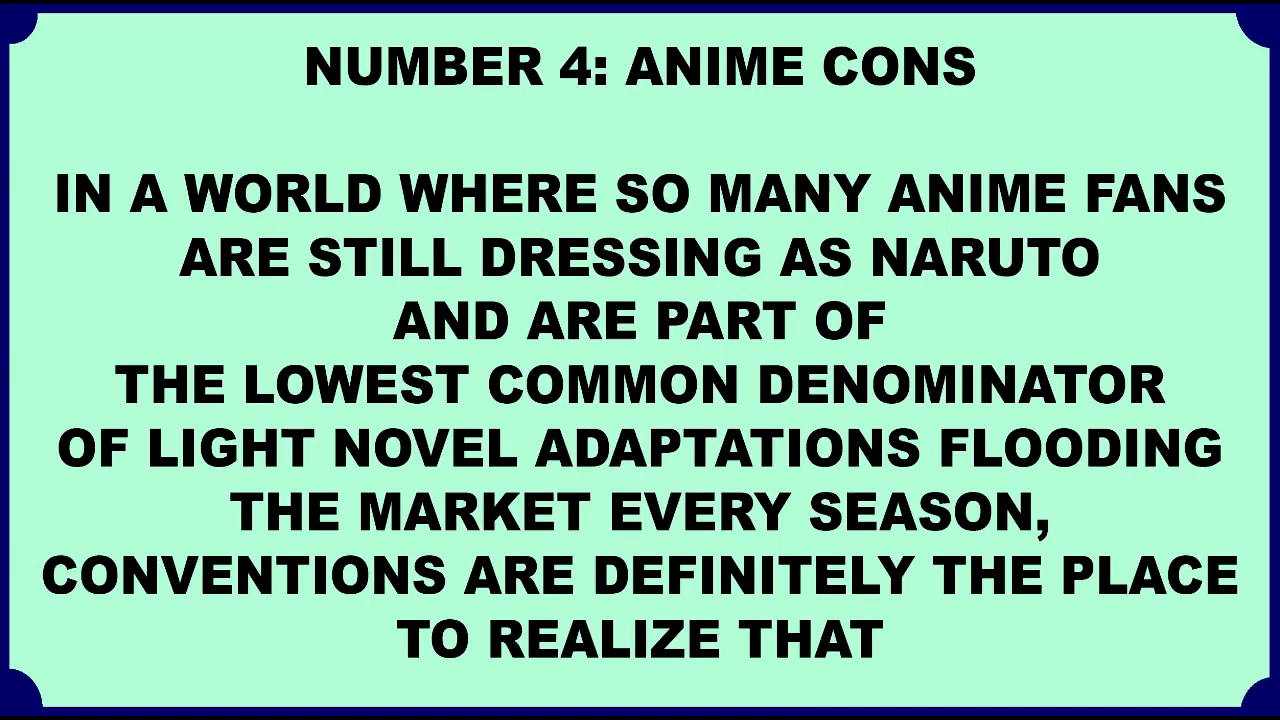 NUMBER 4: ANIME CONS
IN A WORLD WHERE SO MANY ANIME FANS
ARE STILL DRESSING AS NARUTO
AND ARE PART OF
THE LOWEST COMMON DENOMINATOR
OF LIGHT NOVEL ADAPTATIONS FLOODING
THE MARKET EVERY SEASON,
CONVENTIONS ARE DEFINITELY THE PLACE
TO REALIZE THAT